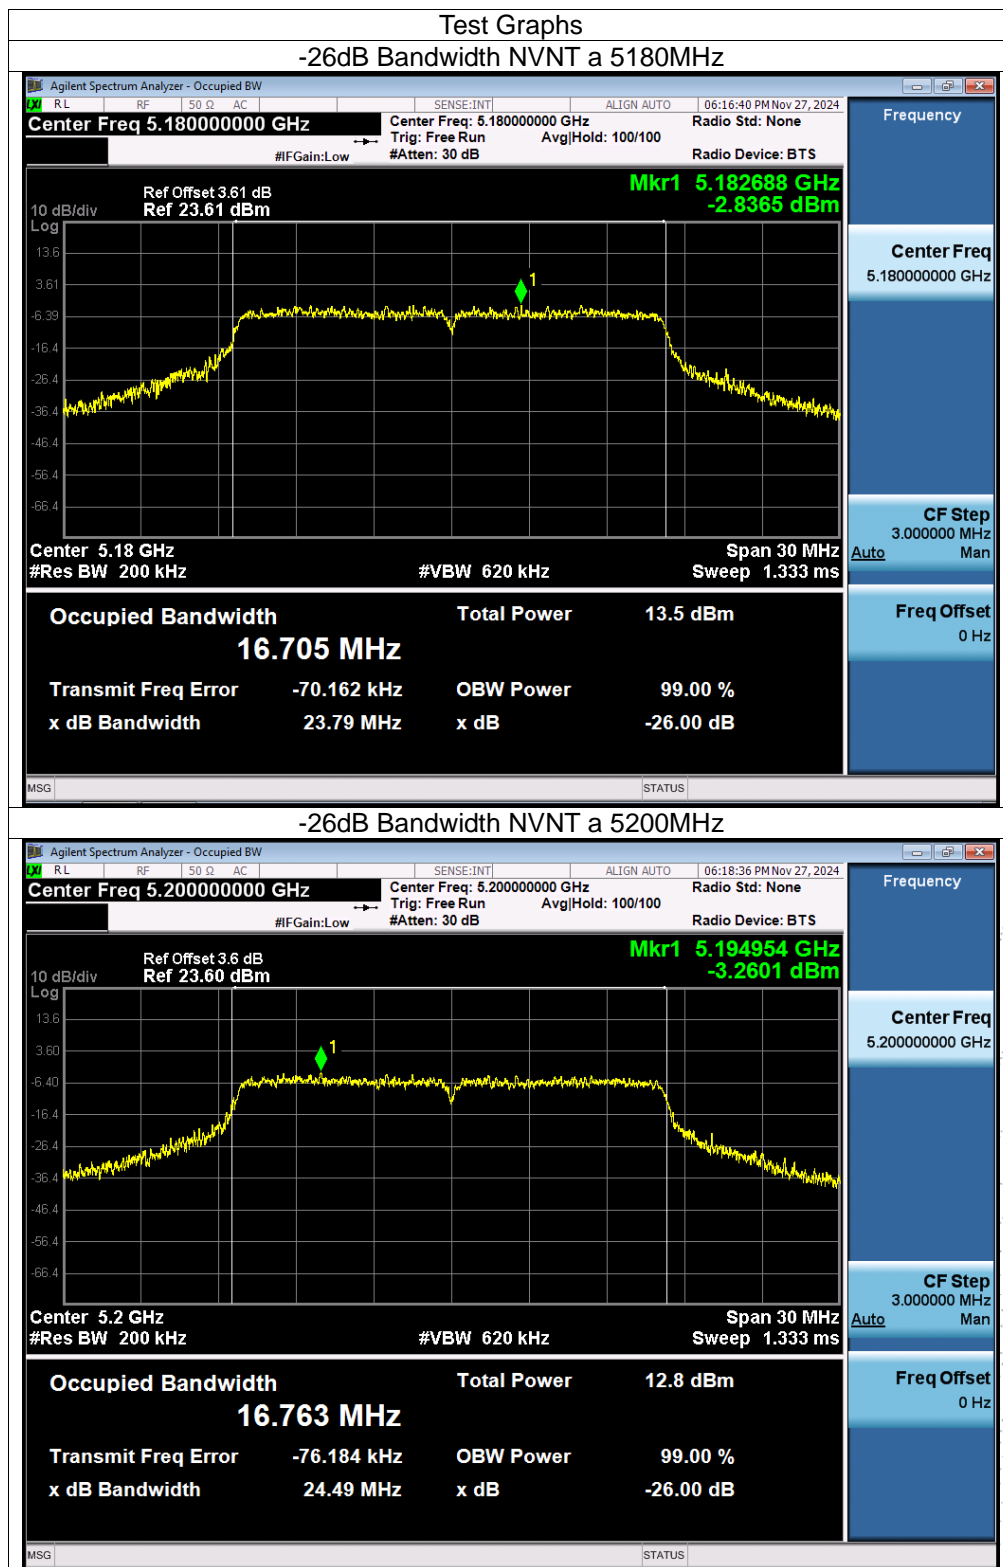 Test Graphs
-26dB Bandwidth NVNT a 5180MHz
Agilent Spectrum Analyzer - Occupied BW
LXI RL RF 50 Ω AC SENSE:INT ALIGN AUTO 06:16:40 PM Nov 27, 2024
Center Freq 5.180000000 GHz Center Freq: 5.180000000 GHz Radio Std: None Frequency
Trig: Free Run Avg|Hold: 100/100
#IFGain:Low #Atten: 30 dB Radio Device: BTS
Mkr1 5.182688 GHz
Ref Offset 3.61 dB -2.8365 dBm
10 dB/div Ref 23.61 dBm
Log
13.6
3.61
-6.39
-16.4
-26.4
-36.4
-46.4
-56.4
-66.4
1
Center Freq
5.180000000 GHz
CF Step
3.000000 MHz
Auto Man
Freq Offset
0 Hz
Center 5.18 GHz Span 30 MHz
#Res BW 200 kHz #VBW 620 kHz Sweep 1.333 ms
Occupied Bandwidth Total Power 13.5 dBm
16.705 MHz
Transmit Freq Error -70.162 kHz OBW Power 99.00 %
x dB Bandwidth 23.79 MHz x dB -26.00 dB
MSG STATUS
-26dB Bandwidth NVNT a 5200MHz
Agilent Spectrum Analyzer - Occupied BW
LXI RL RF 50 Ω AC SENSE:INT ALIGN AUTO 06:18:36 PM Nov 27, 2024
Center Freq 5.200000000 GHz Center Freq: 5.200000000 GHz Radio Std: None Frequency
Trig: Free Run Avg|Hold: 100/100
#IFGain:Low #Atten: 30 dB Radio Device: BTS
Mkr1 5.194954 GHz
Ref Offset 3.6 dB -3.2601 dBm
10 dB/div Ref 23.60 dBm
Log
13.6
3.60
-6.40
-16.4
-26.4
-36.4
-46.4
-56.4
-66.4
1
Center Freq
5.200000000 GHz
CF Step
3.000000 MHz
Auto Man
Freq Offset
0 Hz
Center 5.2 GHz Span 30 MHz
#Res BW 200 kHz #VBW 620 kHz Sweep 1.333 ms
Occupied Bandwidth Total Power 12.8 dBm
16.763 MHz
Transmit Freq Error -76.184 kHz OBW Power 99.00 %
x dB Bandwidth 24.49 MHz x dB -26.00 dB
MSG STATUS